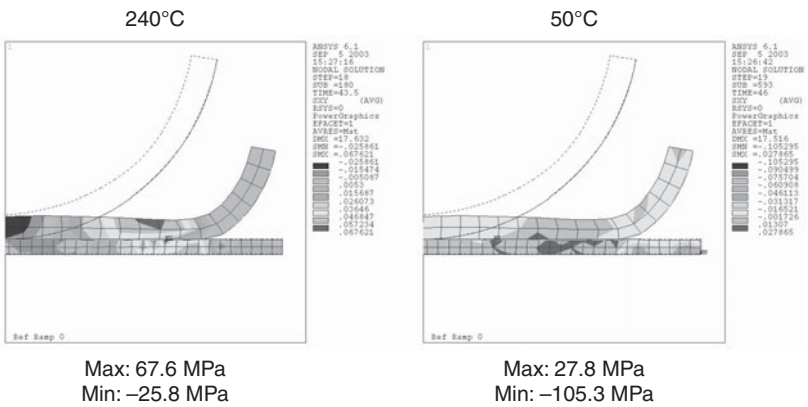 240°C
1
ANSYS 6.1
SEP 5 2003
15:27:16
NODAL SOLUTION
STEP=18
SUB =180
TIME=43.5
SXY (AVG)
RSYS=0
PowerGraphics
EFACET=1
AVRES=Mat
DMX =17.632
SMN =-.025861
SMX =.067621
-.025861
-.015474
-.005087
.0053
.015687
.026073
.03646
.046847
.057234
.067621
Ref Ramp 0
Max: 67.6 MPa
Min: –25.8 MPa
50°C
1
ANSYS 6.1
SEP 5 2003
15:26:42
NODAL SOLUTION
STEP=19
SUB =593
TIME=46
SXY (AVG)
RSYS=0
PowerGraphics
EFACET=1
AVRES=Mat
DMX =17.516
SMN =-.105295
SMX =.027865
-.105295
-.090499
-.075704
-.060908
-.046113
-.031317
-.016521
-.001726
.01307
.027865
Ref Ramp 0
Max: 27.8 MPa
Min: –105.3 MPa